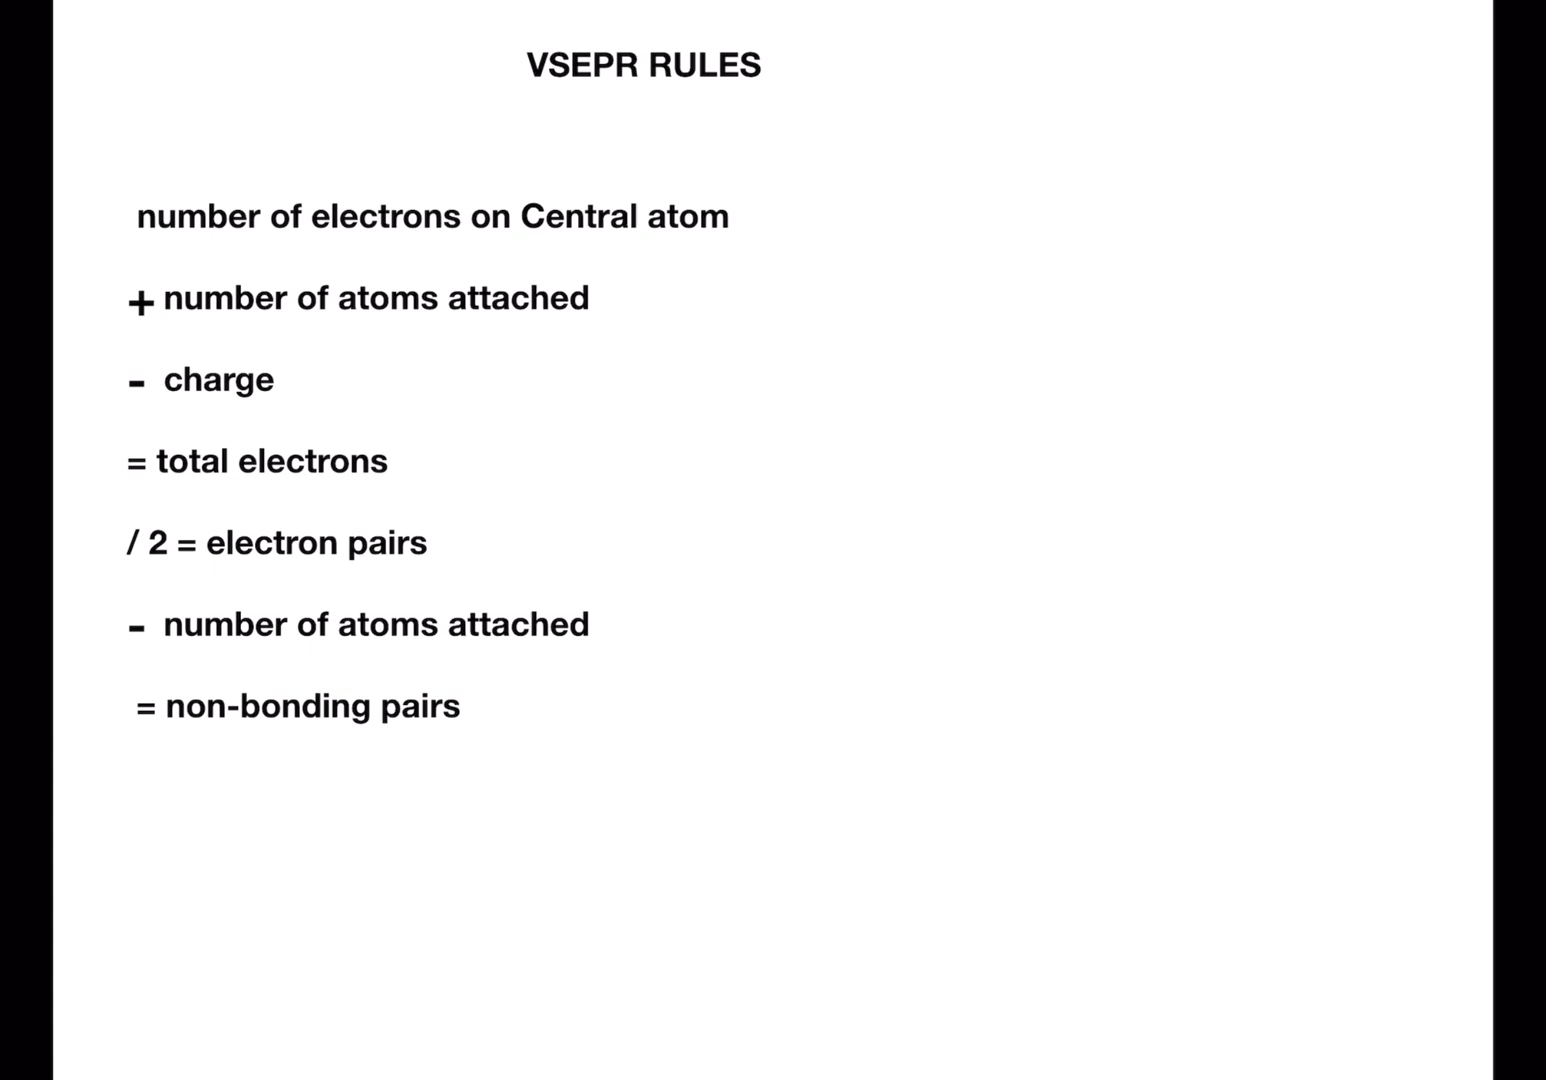 VSEPR RULES
number of electrons on Central atom
+ number of atoms attached
- charge
= total electrons
/ 2 = electron pairs
- number of atoms attached
= non-bonding pairs